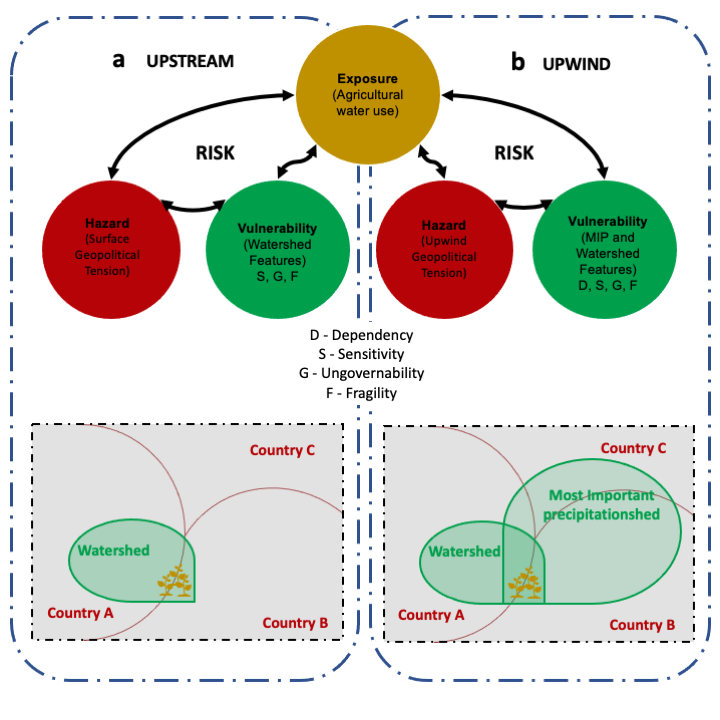 a UPSTREAM
b UPWIND
Exposure
(Agricultural
water use)
RISK
RISK
Hazard
(Surface
Geopolitical
Tension)
Vulnerability
(Watershed
Features)
S, G, F
Hazard
(Upwind
Geopolitical
Tension)
Vulnerability
(MIP and
Watershed
Features)
D, S, G, F
D - Dependency
S - Sensitivity
G - Ungovernability
F - Fragility
Country C
Watershed
Country A
Country B
Country C
Most Important
precipitationshed
Watershed
Country A
Country B